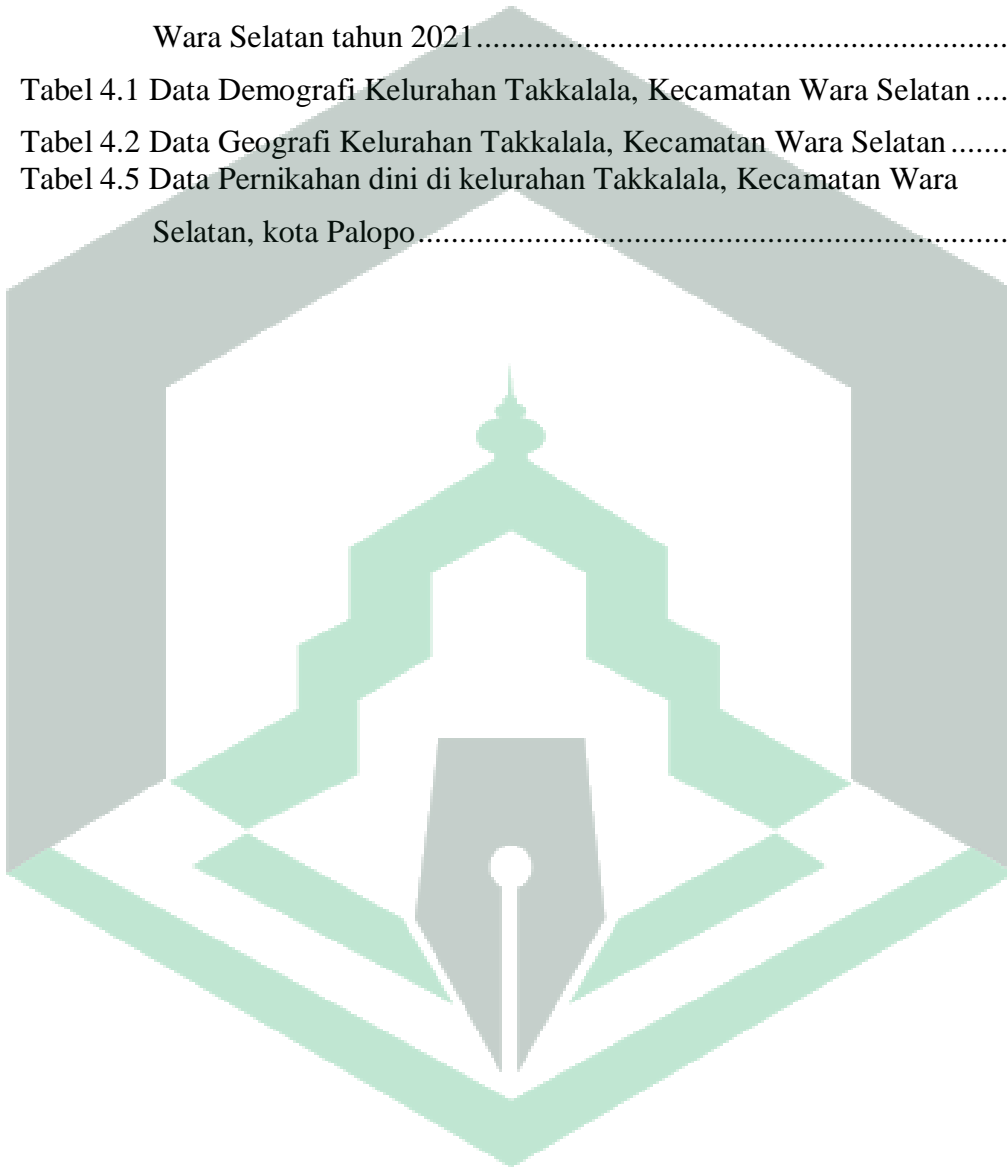 Wara Selatan tahun 2021......................................................................
Tabel 4.1 Data Demografi Kelurahan Takkalala, Kecamatan Wara Selatan ....
Tabel 4.2 Data Geografi Kelurahan Takkalala, Kecamatan Wara Selatan .......
Tabel 4.5 Data Pernikahan dini di kelurahan Takkalala, Kecamatan Wara
Selatan, kota Palopo............................................................................